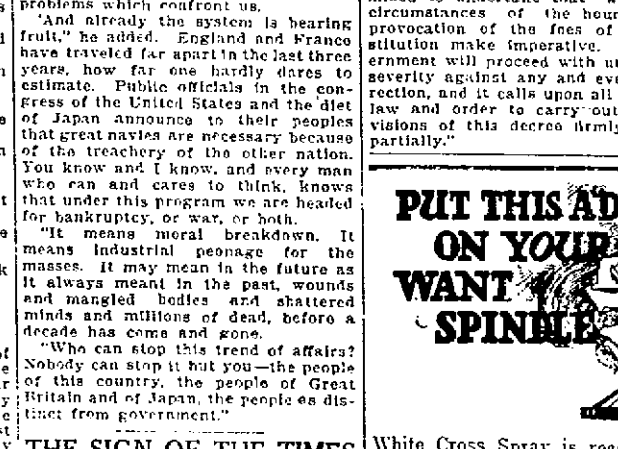 problems which confront us.
"And already the system is bearing
fruit," he added. England and France
have traveled far apart in the last three
years, how far one hardly dares to
estimate. Public officials in the con-
gress of the United States and the diet
of Japan announce to their peoples
that great navies are necessary because
of the treachery of the other nation.
You know and I know, and every man
who can and cares to think, knows
that under this program we are headed
for bankruptcy, or war, or both.
"It means moral breakdown. It
means industrial peonage for the
masses. It may mean in the future as
it always meant in the past, wounds
and mangled bodies and shattered
minds and millions of dead, before a
decade has come and gone.
"Who can stop this trend of affairs?
Nobody can stop it but you—the people
of this country, the people of Great
Britain and of Japan, the people as dis-
tinct from government."
THE SIGN OF THE TIMES
circumstances of the hour
provocation of the foes of
stitution make imperative.
ernment will proceed with
severity against any and
rection, and it calls upon all
law and order to carry out
visions of this decree firmly
partially."
PUT THIS AD
ON YOUR
WANT
SPINDLE
White Cross Spray is